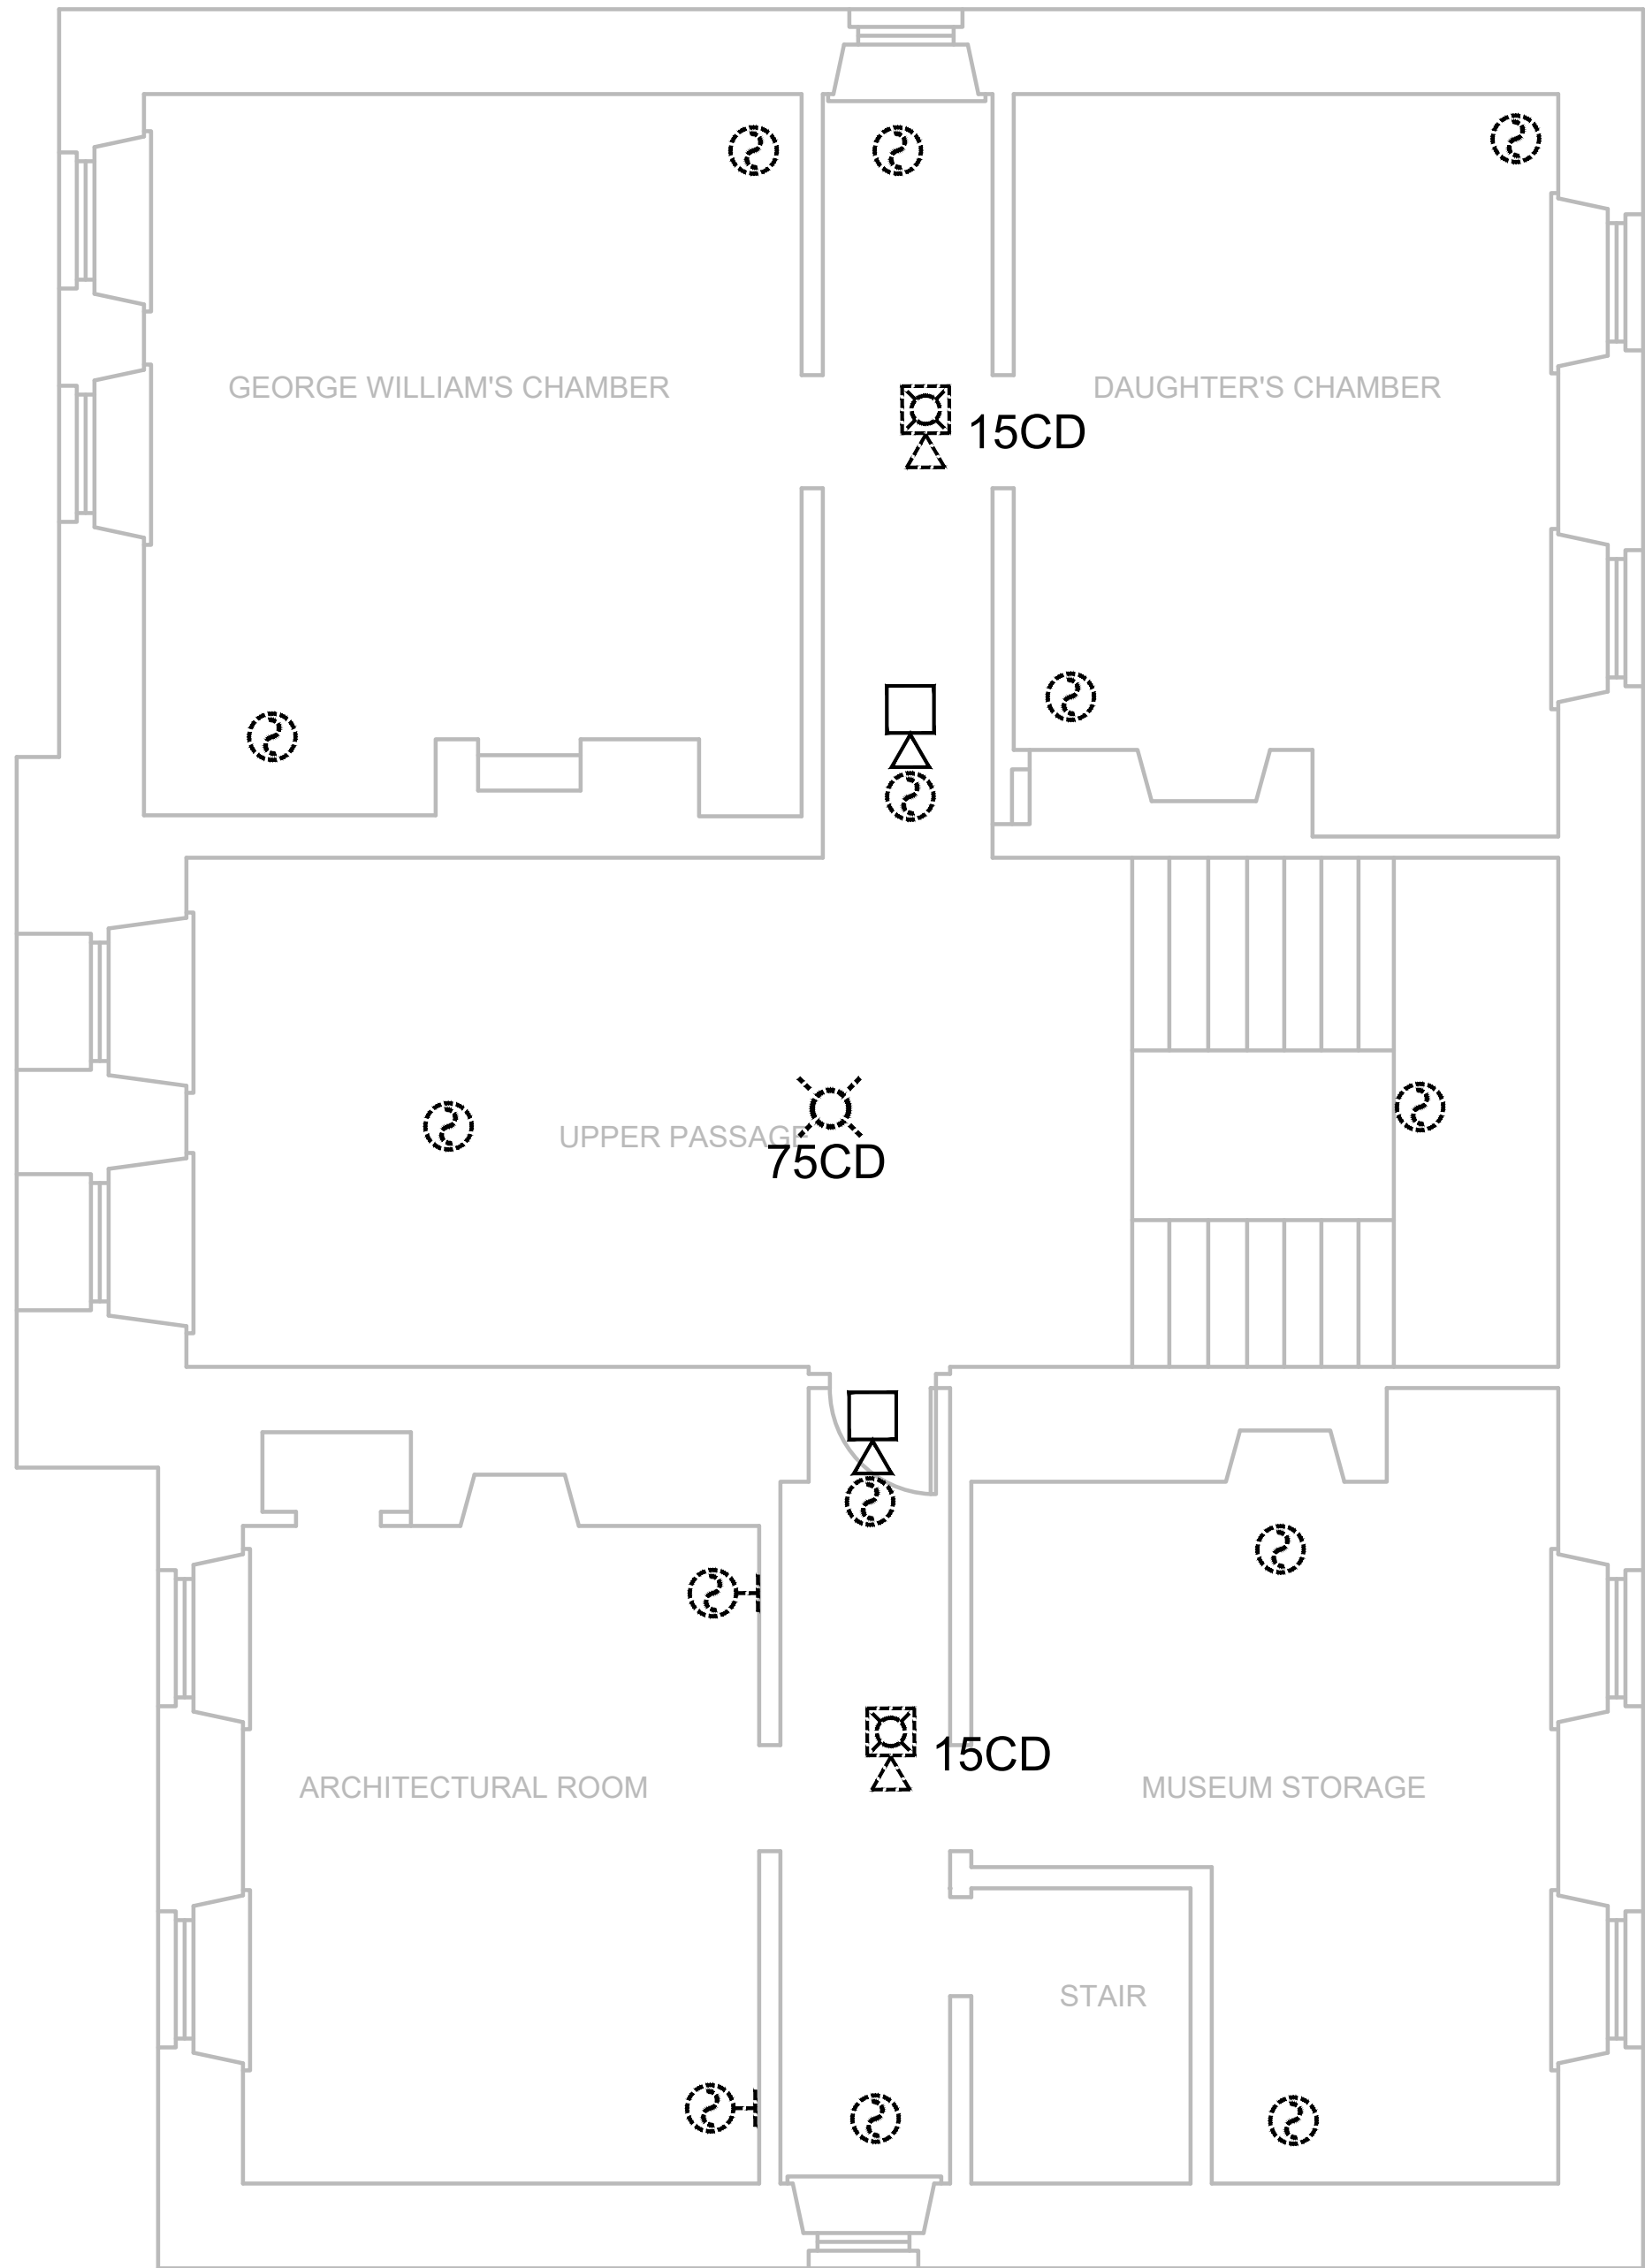 GEORGE WILLIAM'S CHAMBER
DAUGHTER'S CHAMBER
15CD
UPPER PASSAGE
75CD
15CD
ARCHITECTURAL ROOM
MUSEUM STORAGE
STAIR